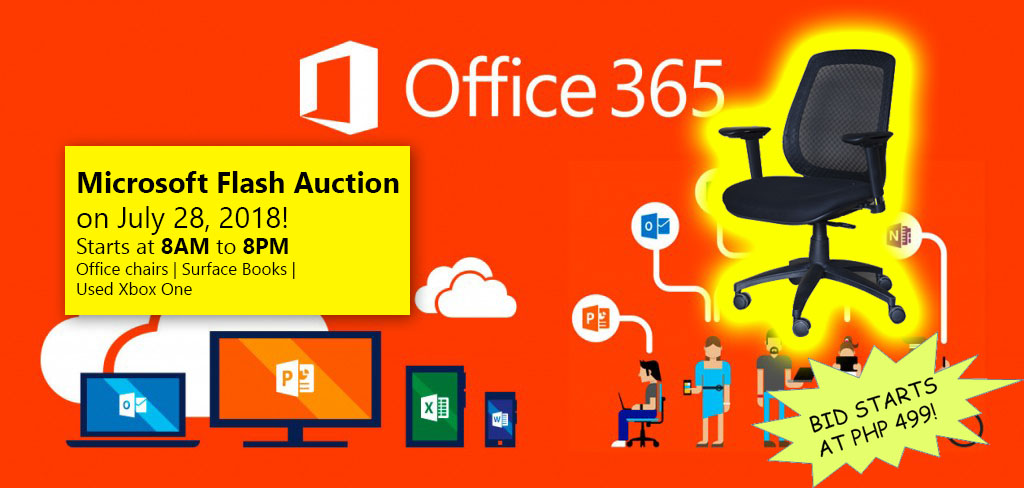 Office 365
Microsoft Flash Auction
on July 28, 2018!
Starts at 8AM to 8PM
Office chairs | Surface Books |
Used Xbox One
O
N
P
O
P
X
W
BID STARTS
AT PHP 499!